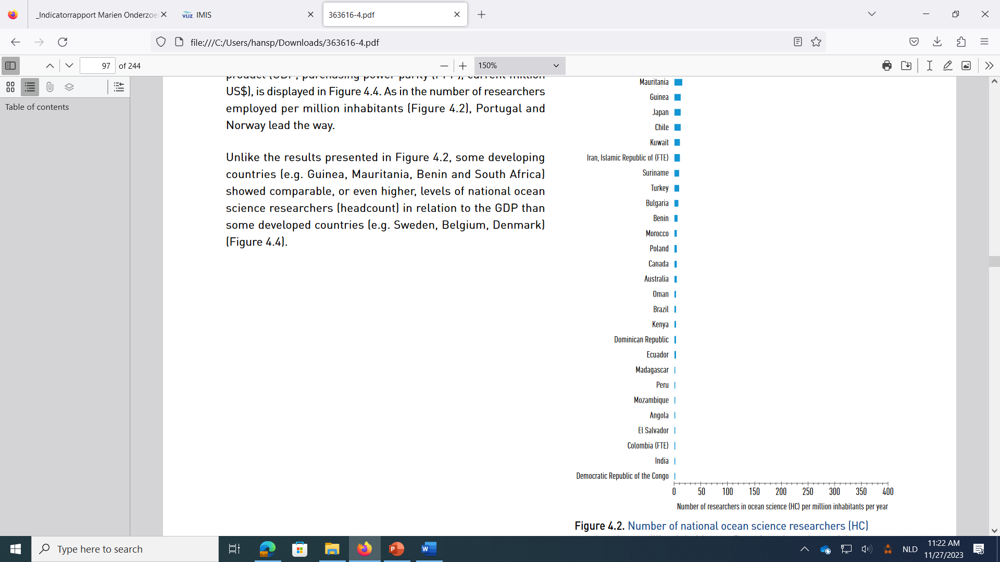 _Indicatorrapport Marien Onderzoe
VLIZ IMIS
363616-4.pdf
file:///C:/Users/hansp/Downloads/363616-4.pdf
97 of 244
150%
Table of contents
product (GDP, purchasing power parity (PPP), current million
US$), is displayed in Figure 4.4. As in the number of researchers
employed per million inhabitants (Figure 4.2), Portugal and
Norway lead the way.
Unlike the results presented in Figure 4.2, some developing
countries (e.g. Guinea, Mauritania, Benin and South Africa)
showed comparable, or even higher, levels of national ocean
science researchers (headcount) in relation to the GDP than
some developed countries (e.g. Sweden, Belgium, Denmark)
(Figure 4.4).
Mauritania
Guinea
Japan
Chile
Kuwait
Iran, Islamic Republic of (FTE)
Suriname
Turkey
Bulgaria
Benin
Morocco
Poland
Canada
Australia
Oman
Brazil
Kenya
Dominican Republic
Ecuador
Madagascar
Peru
Mozambique
Angola
El Salvador
Colombia (FTE)
India
Democratic Republic of the Congo
0 50 100 150 200 250 300 350 400
Number of researchers in ocean science (HC) per million inhabitants per year
Figure 4.2. Number of national ocean science researchers (HC)
Type here to search
NLD
11:22 AM
11/27/2023